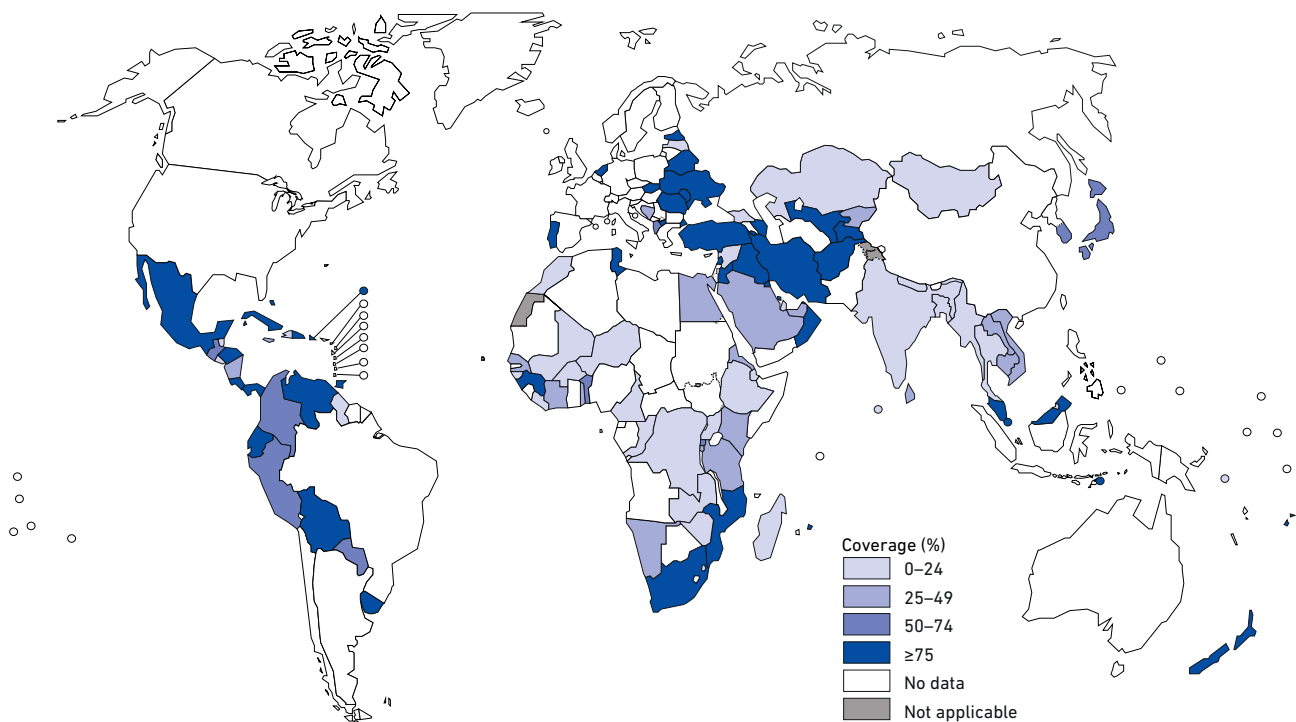 Coverage (%)
0–24
25–49
50–74
≥75
No data
Not applicable